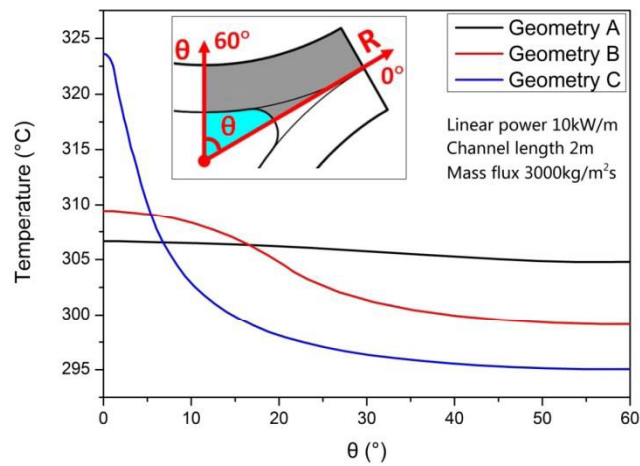 325
320
315
310
305
300
295
Temperature (°C)
0
10
20
30
40
50
60
θ (°)
θ
60°
R
0°
θ
Geometry A
Geometry B
Geometry C
Linear power 10kW/m
Channel length 2m
Mass flux 3000kg/m²s